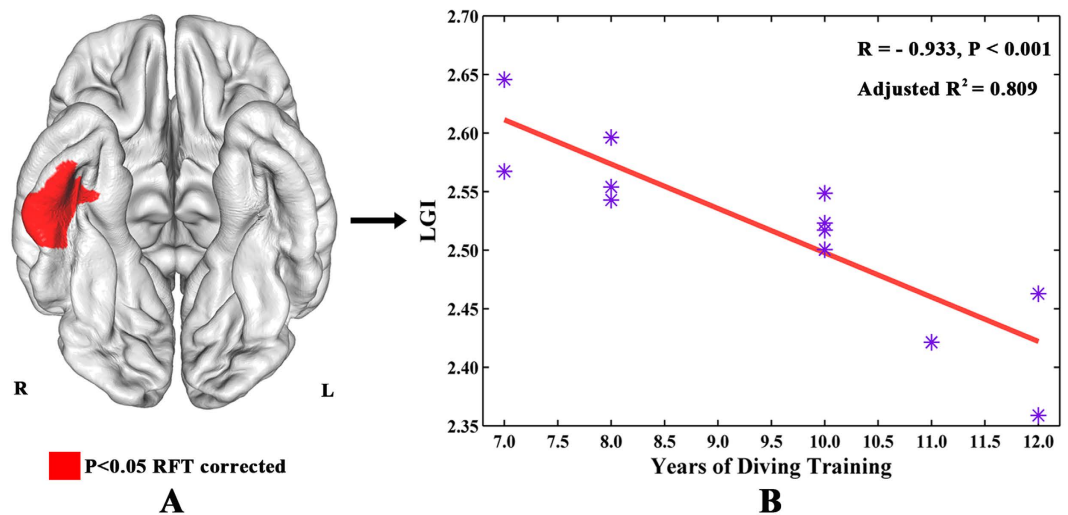 R
L
P<0.05 RFT corrected
A
2.70
2.65
2.60
2.55
2.50
2.45
2.40
2.35
LGI
R = - 0.933, P < 0.001
Adjusted R² = 0.809
7.0 7.5 8.0 8.5 9.0 9.5 10.0 10.5 11.0 11.5 12.0
Years of Diving Training
B